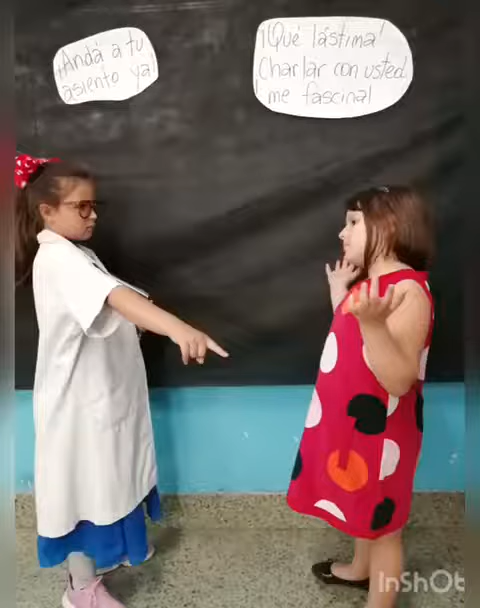 ¡Andá a tu
asiento ya!
¡Qué lástima!
Charlar con usted
me fascina!
InShOt